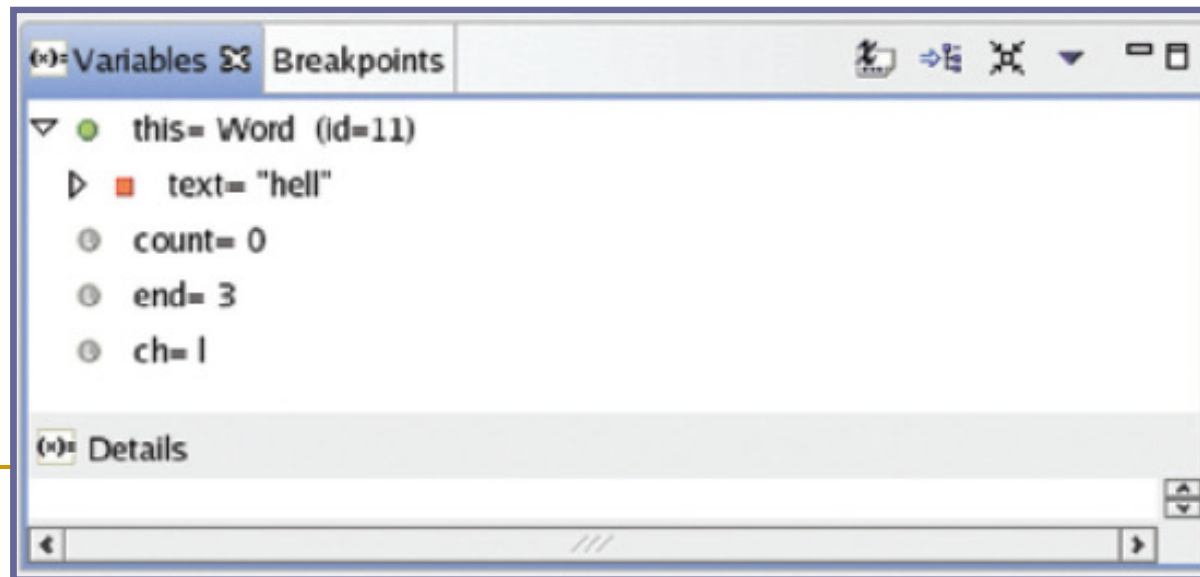 (x)= Variables Breakpoints
this= Word (id=11)
text= "hell"
count= 0
end= 3
ch= l
(x)= Details